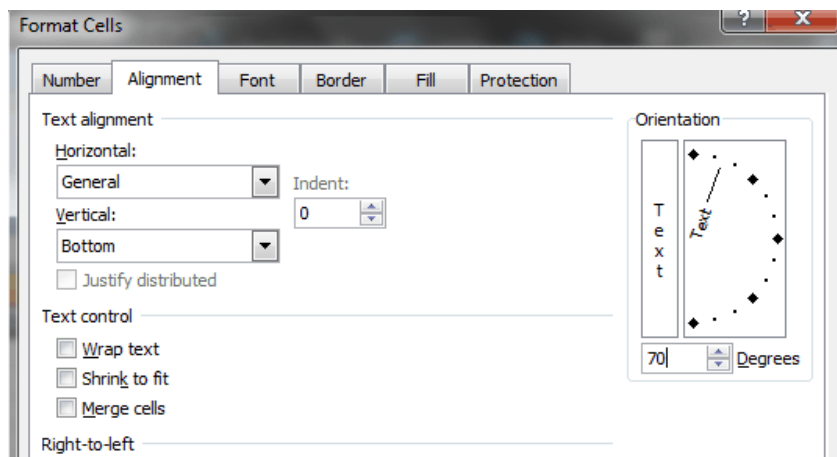 Format Cells
?
X
Number Alignment Font Border Fill Protection
Text alignment
Horizontal:
General
Indent:
0
Vertical:
Bottom
Justify distributed
Text control
Wrap text
Shrink to fit
Merge cells
Right-to-left
Orientation
T
e
x
t
Text
70 Degrees